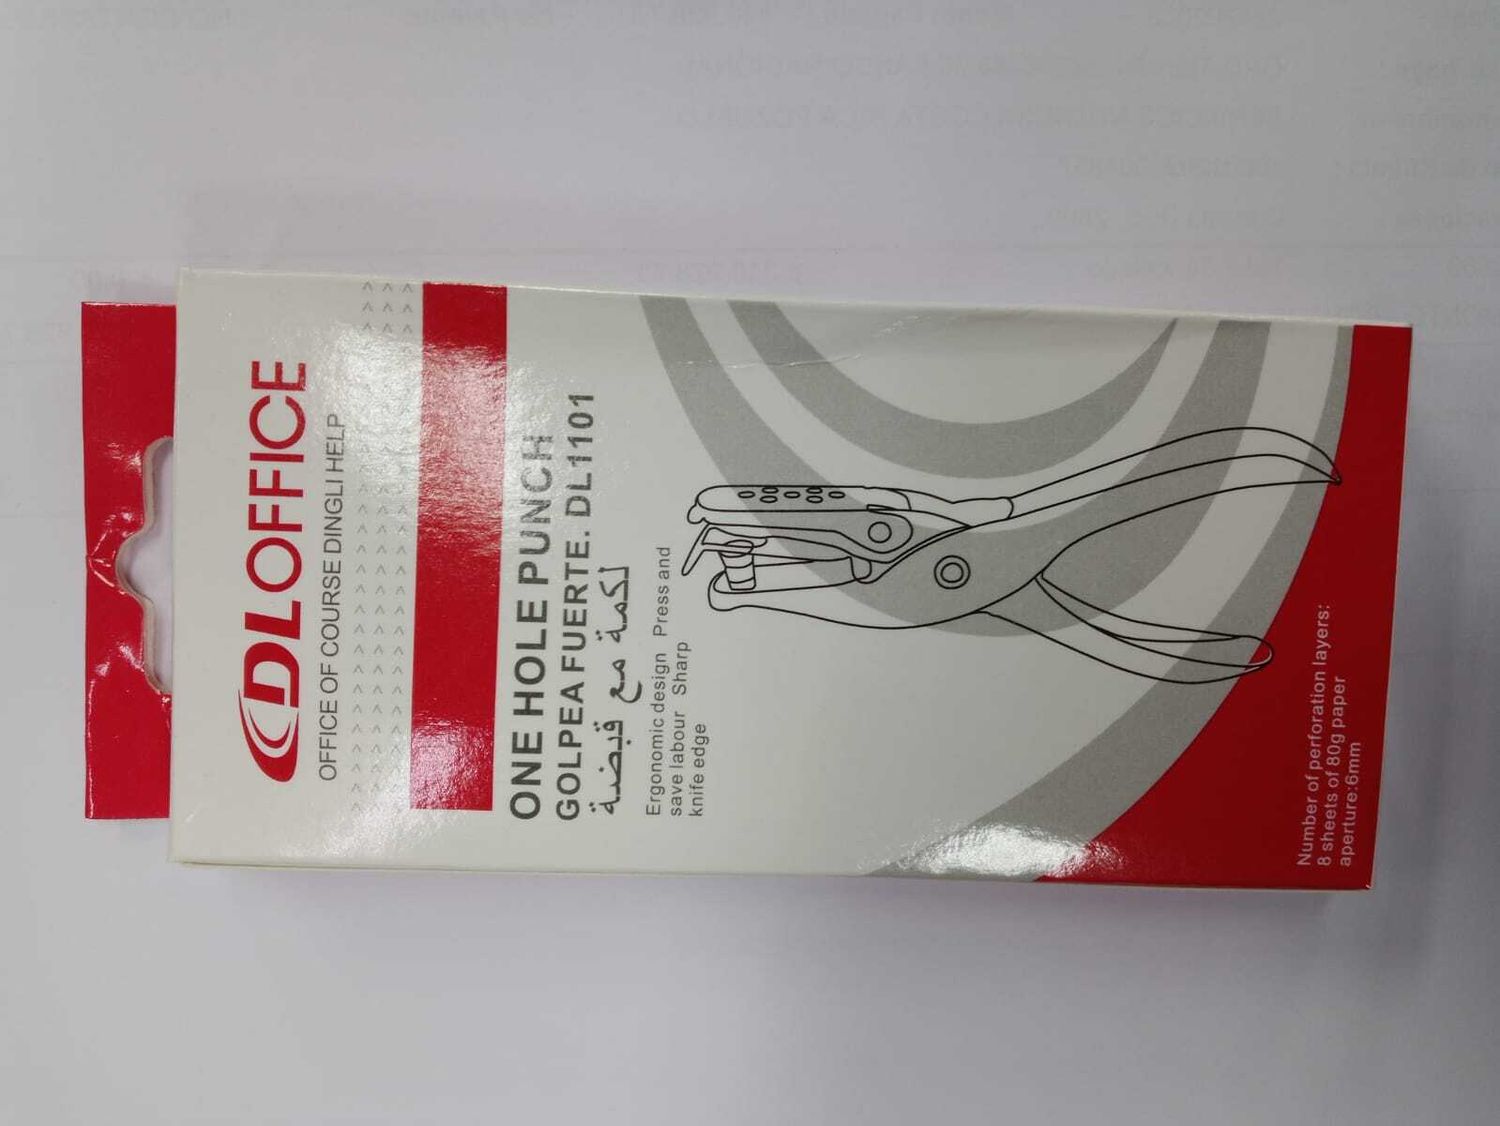 DLOFFICE
OFFICE OF COURSE DINGLI HELP
ONE HOLE PUNCH
GOLPEA FUERTE. DL1101
لكمة مع قبضة
Ergonomic design Press and
save labour Sharp
knife edge
Number of perforation layers:
8 sheets of 80g paper
aperture:6mm